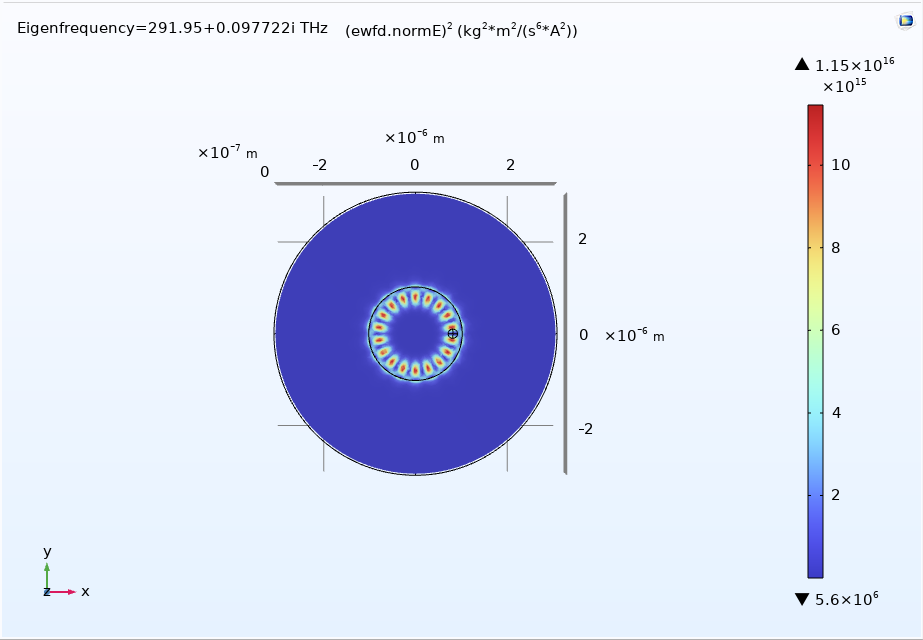 Eigenfrequency=291.95+0.097722i THz (ewfd.normE)² (kg²*m²/(s⁶*A²))
1.15×10¹⁶
×10¹⁵
×10⁻⁶ m
×10⁻⁷ m
0 -2 0 2
10
2
8
0 ×10⁻⁶ m
6
4
-2
2
y
z x
5.6×10⁶